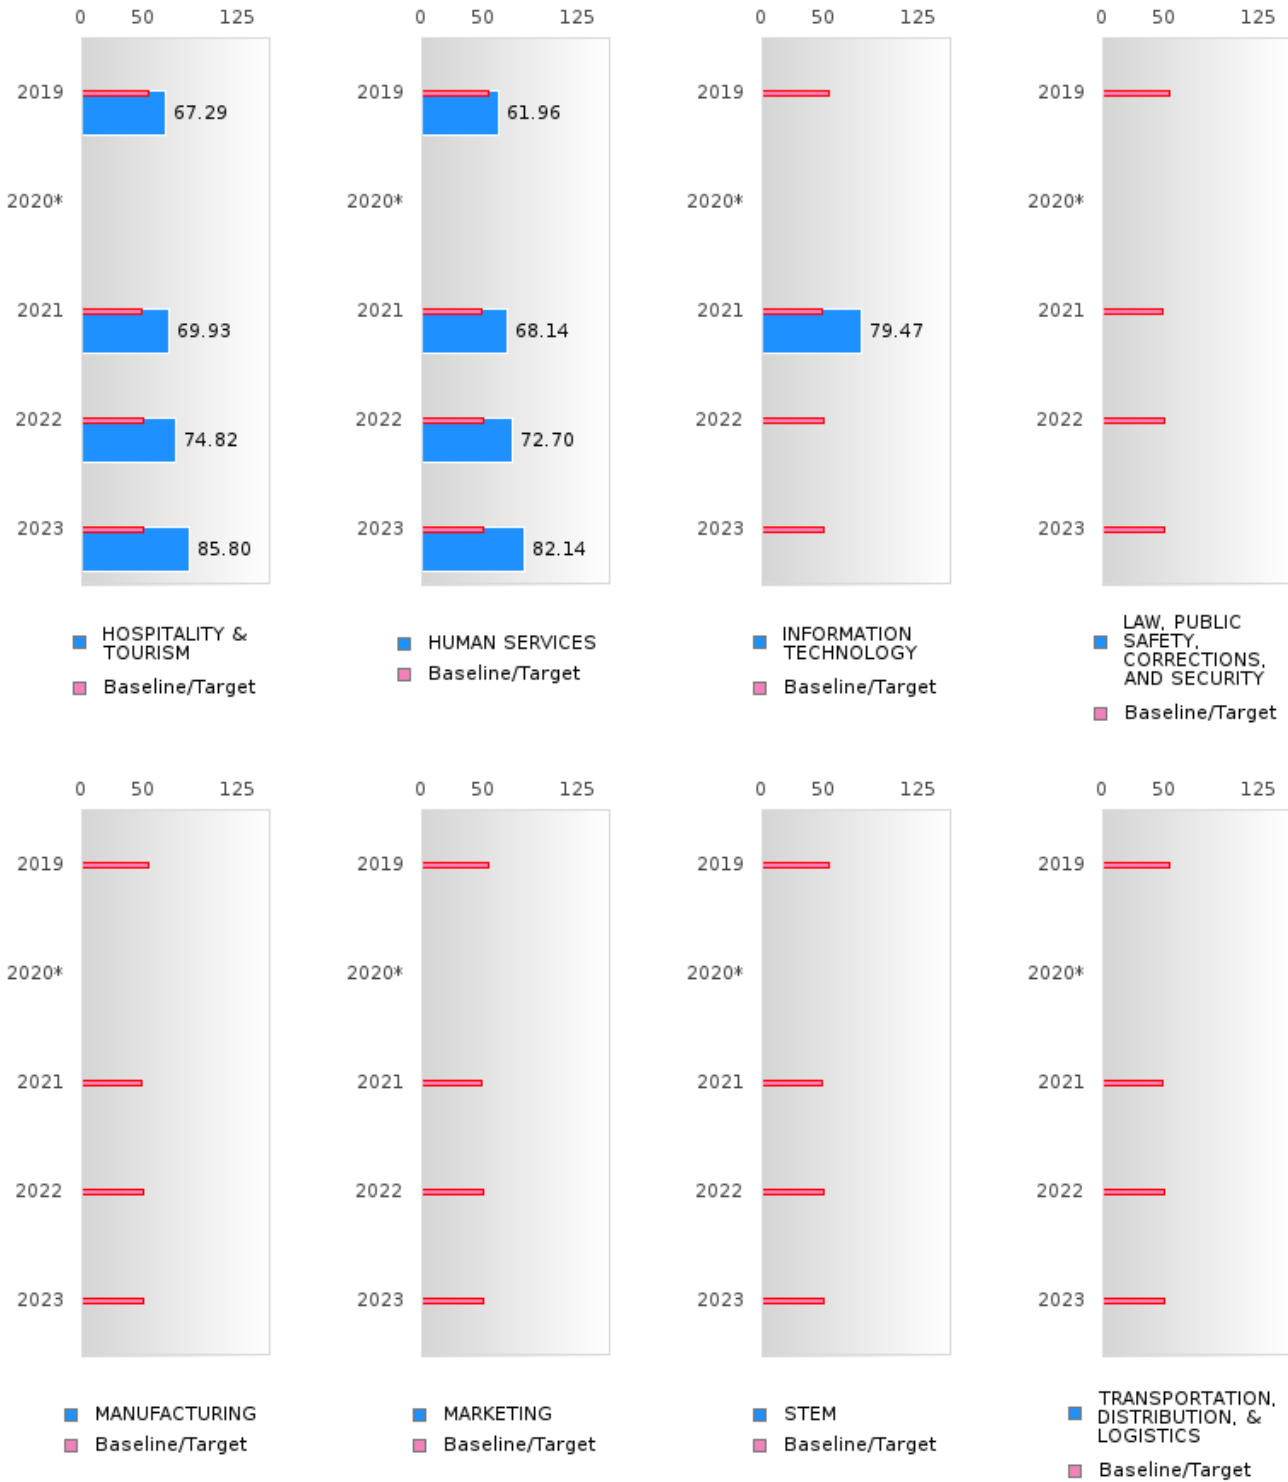 0 50 125
2019
67.29
2020*
2021
69.93
2022
74.82
2023
85.80
HOSPITALITY &
TOURISM
Baseline/Target
0 50 125
2019
61.96
2020*
2021
68.14
2022
72.70
2023
82.14
HUMAN SERVICES
Baseline/Target
0 50 125
2019
2020*
2021
79.47
2022
2023
INFORMATION
TECHNOLOGY
Baseline/Target
0 50 125
2019
2020*
2021
2022
2023
LAW, PUBLIC
SAFETY,
CORRECTIONS,
AND SECURITY
Baseline/Target
0 50 125
2019
2020*
2021
2022
2023
MANUFACTURING
Baseline/Target
0 50 125
2019
2020*
2021
2022
2023
MARKETING
Baseline/Target
0 50 125
2019
2020*
2021
2022
2023
STEM
Baseline/Target
0 50 125
2019
2020*
2021
2022
2023
TRANSPORTATION,
DISTRIBUTION, &
LOGISTICS
Baseline/Target